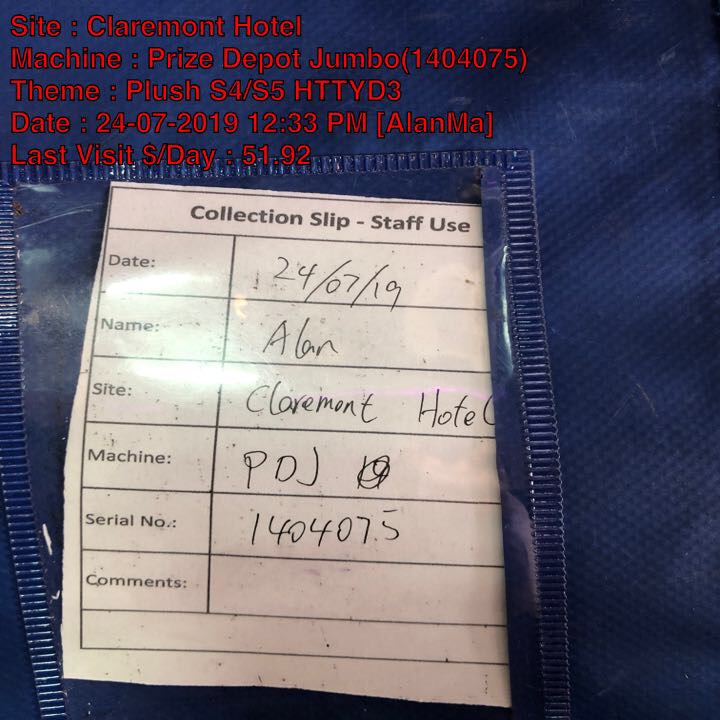 Site : Claremont Hotel
Machine : Prize Depot Jumbo(1404075)
Theme : Plush S4/S5 HTTYD3
Date : 24-07-2019 12:33 PM [AlanMa]
Last Visit $/Day : 51.92
Collection Slip - Staff Use
Date: 24/07/19
Name: Alan
Site: Claremont Hotel
Machine: PDJ
Serial No.: 1404075
Comments: